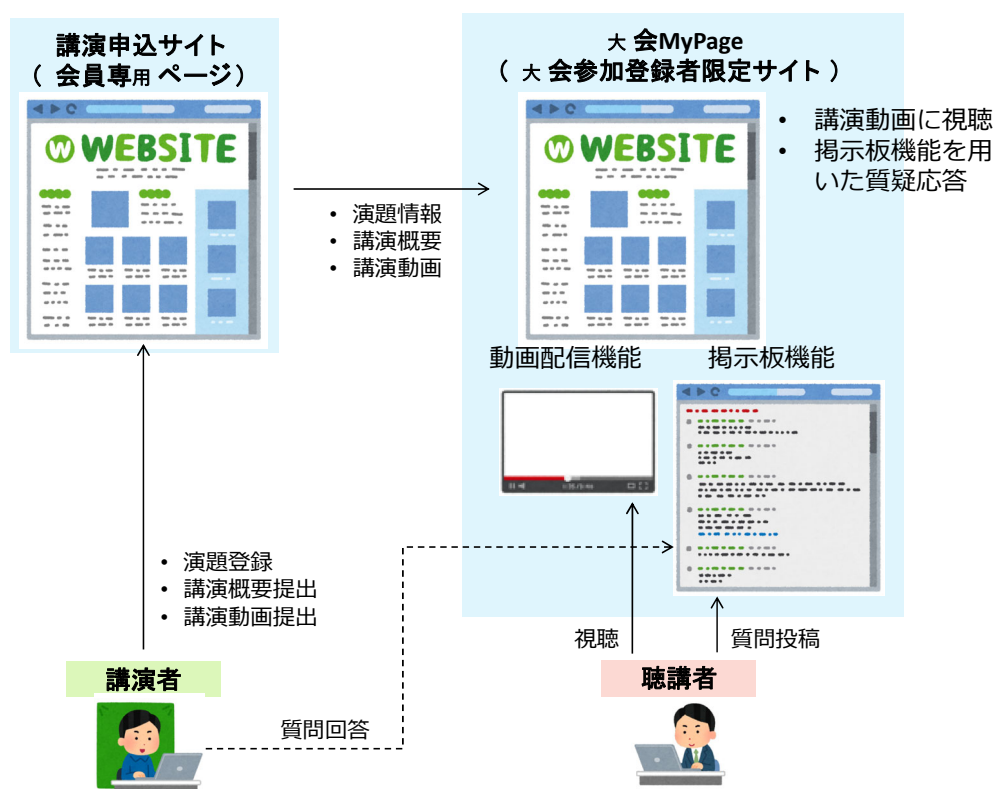 講演申込サイト
（ 会員専用 ページ）
WEBSITE
大 会MyPage
（ 大 会参加登録者限定サイト ）
WEBSITE
• 講演動画に視聴
• 掲示板機能を用
いた質疑応答
• 演題情報
• 講演概要
• 講演動画
動画配信機能
掲示板機能
• 演題登録
• 講演概要提出
• 講演動画提出
視聴
質問投稿
講演者
聴講者
質問回答